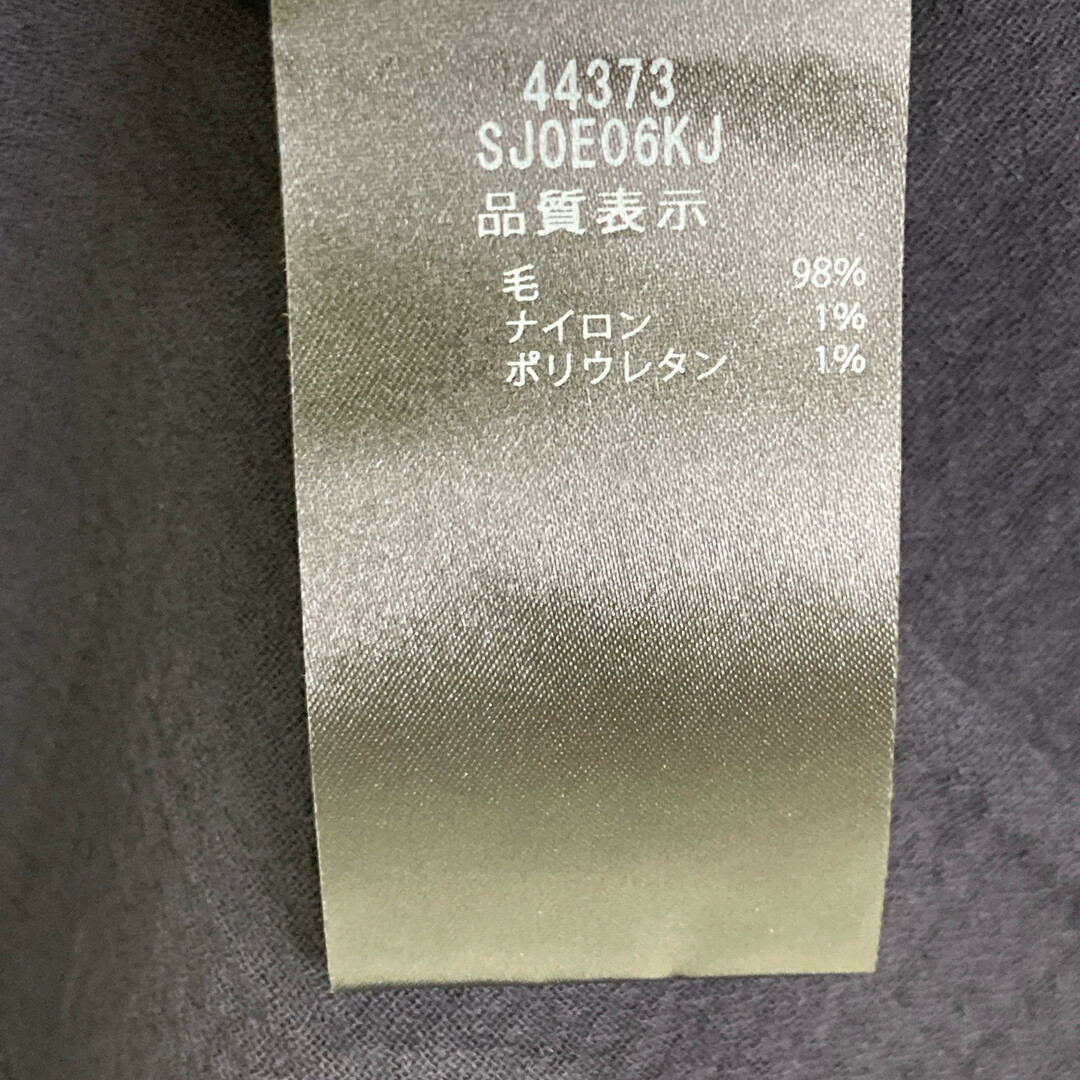 44373
SJ0E06KJ
品質表示
毛 98%
ナイロン 1%
ポリウレタン 1%